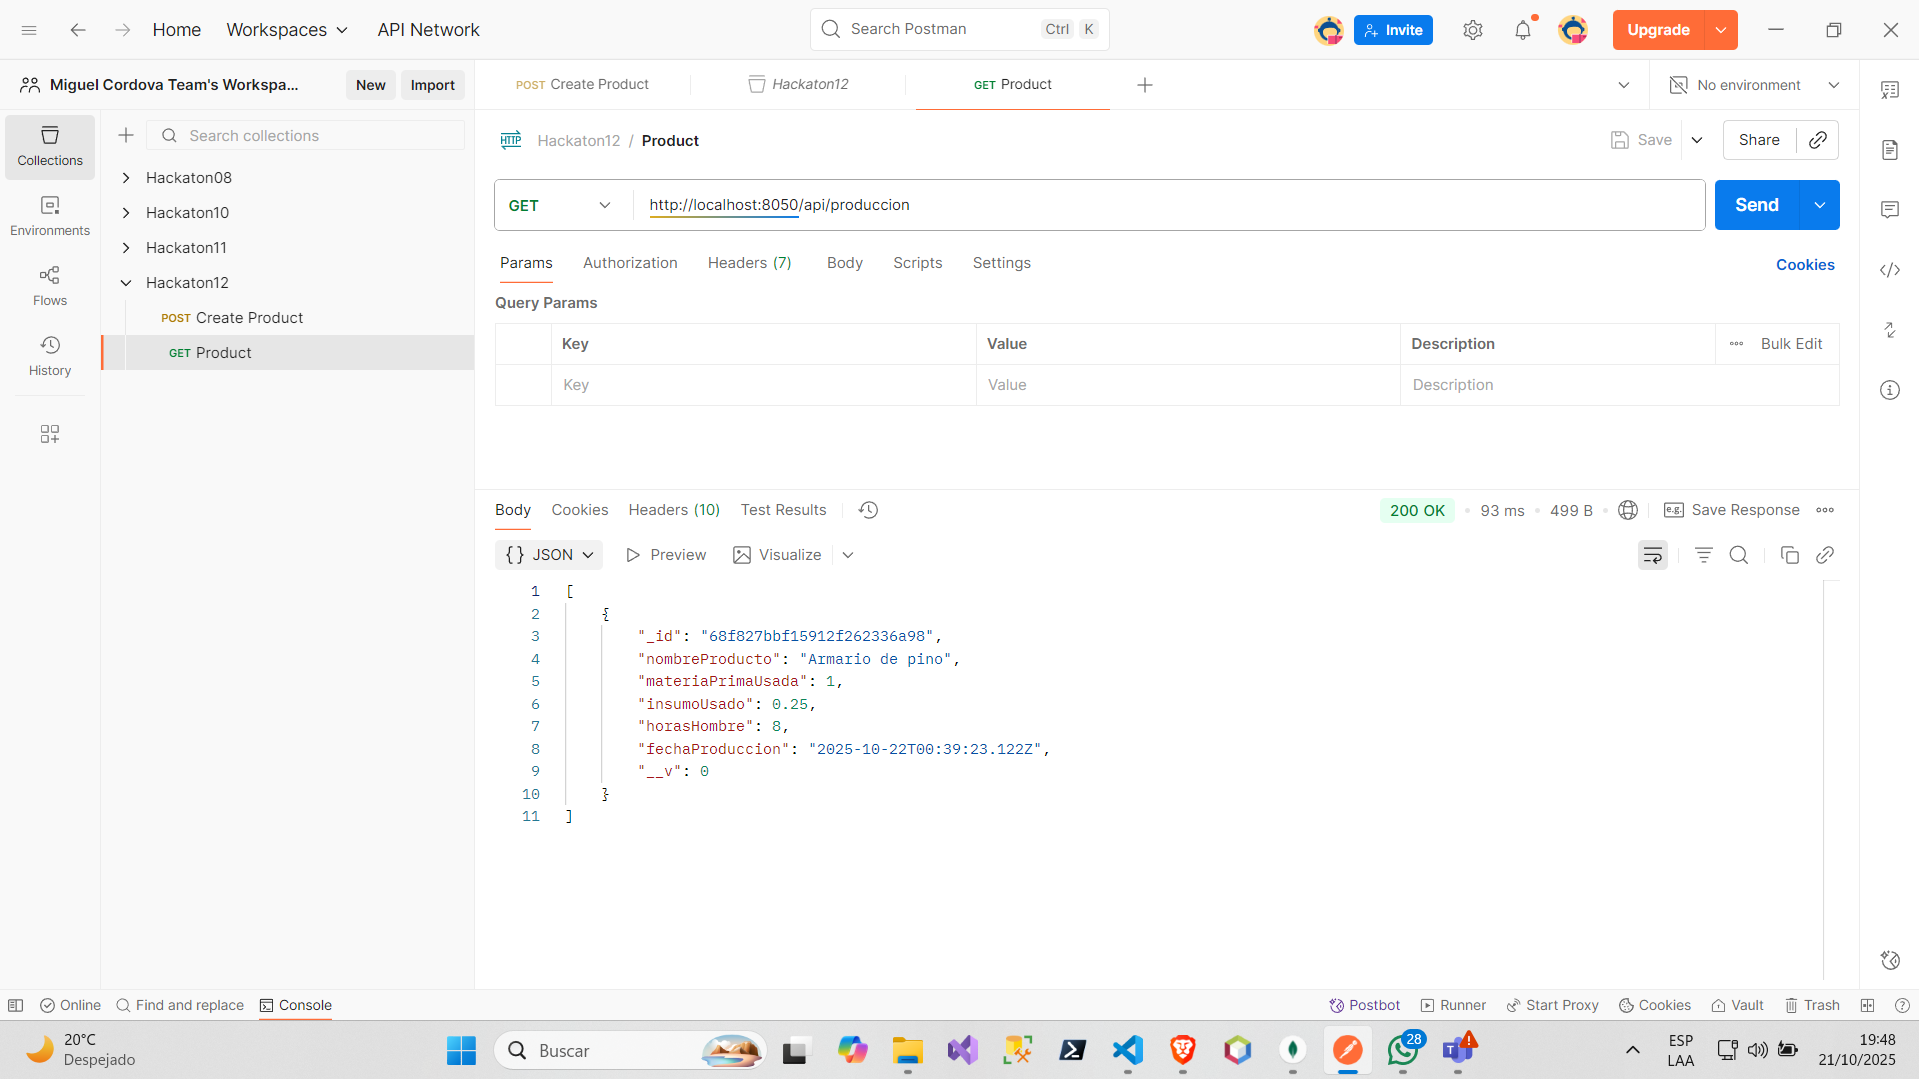 Home
Workspaces
API Network
Search Postman
Ctrl
K
Invite
Upgrade
Miguel Cordova Team's Workspa...
New
Import
POST Create Product
Hackaton12
GET Product
No environment
Collections
Environments
Flows
History
Search collections
Hackaton08
Hackaton10
Hackaton11
Hackaton12
POST Create Product
GET Product
HTTP
Hackaton12 / Product
Save
Share
GET
http://localhost:8050/api/produccion
Send
Params
Authorization
Headers (7)
Body
Scripts
Settings
Cookies
Query Params
Key
Value
Description
Bulk Edit
Key
Value
Description
Body
Cookies
Headers (10)
Test Results
200 OK
93 ms
499 B
e.g.
Save Response
{} JSON
Preview
Visualize
1 [
2 {
3 "_id": "68f827bbf15912f262336a98",
4 "nombreProducto": "Armario de pino",
5 "materiaPrimaUsada": 1,
6 "insumoUsado": 0.25,
7 "horasHombre": 8,
8 "fechaProduccion": "2025-10-22T00:39:23.122Z",
9 "__v": 0
10 }
11 ]
Online
Find and replace
Console
Postbot
Runner
Start Proxy
Cookies
Vault
Trash
20°C
Despejado
Buscar
28
ESP
LAA
19:48
21/10/2025